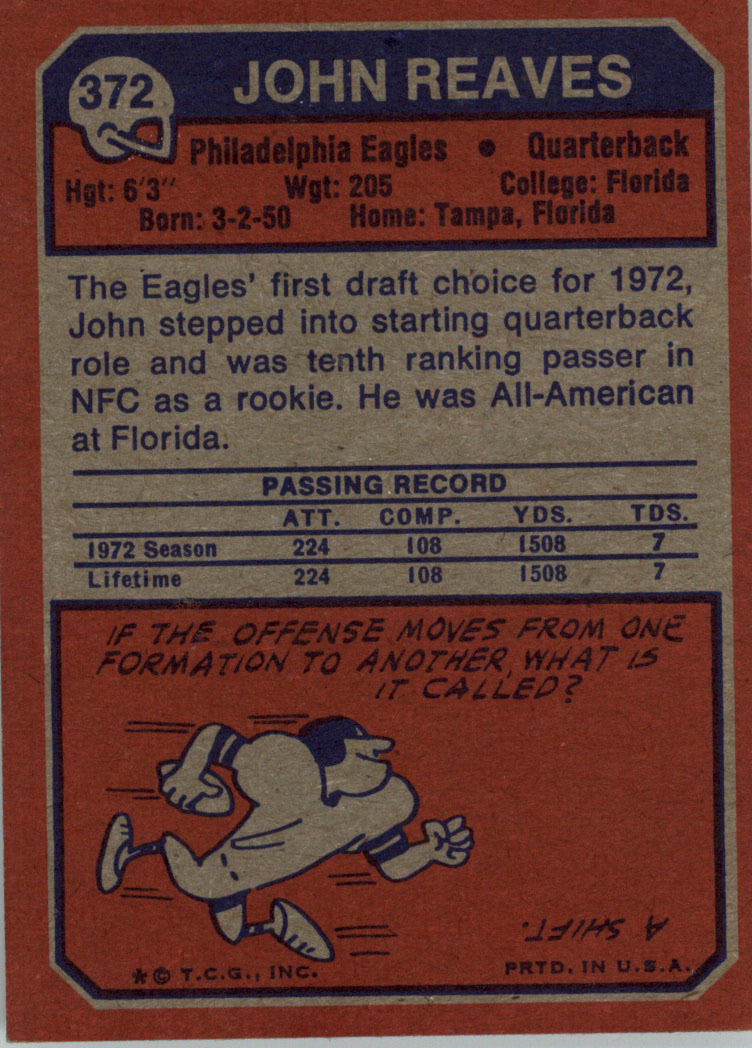 372
JOHN REAVES
Philadelphia Eagles • Quarterback
Hgt: 6'3" Wgt: 205 College: Florida
Born: 3-2-50 Home: Tampa, Florida
The Eagles' first draft choice for 1972,
John stepped into starting quarterback
role and was tenth ranking passer in
NFC as a rookie. He was All-American
at Florida.
PASSING RECORD
ATT. COMP. YDS. TDS.
1972 Season 224 108 1508 7
Lifetime 224 108 1508 7
IF THE OFFENSE MOVES FROM ONE
FORMATION TO ANOTHER, WHAT IS
IT CALLED?
A SHIFT.
*© T.C.G., INC. PRTD. IN U.S.A.